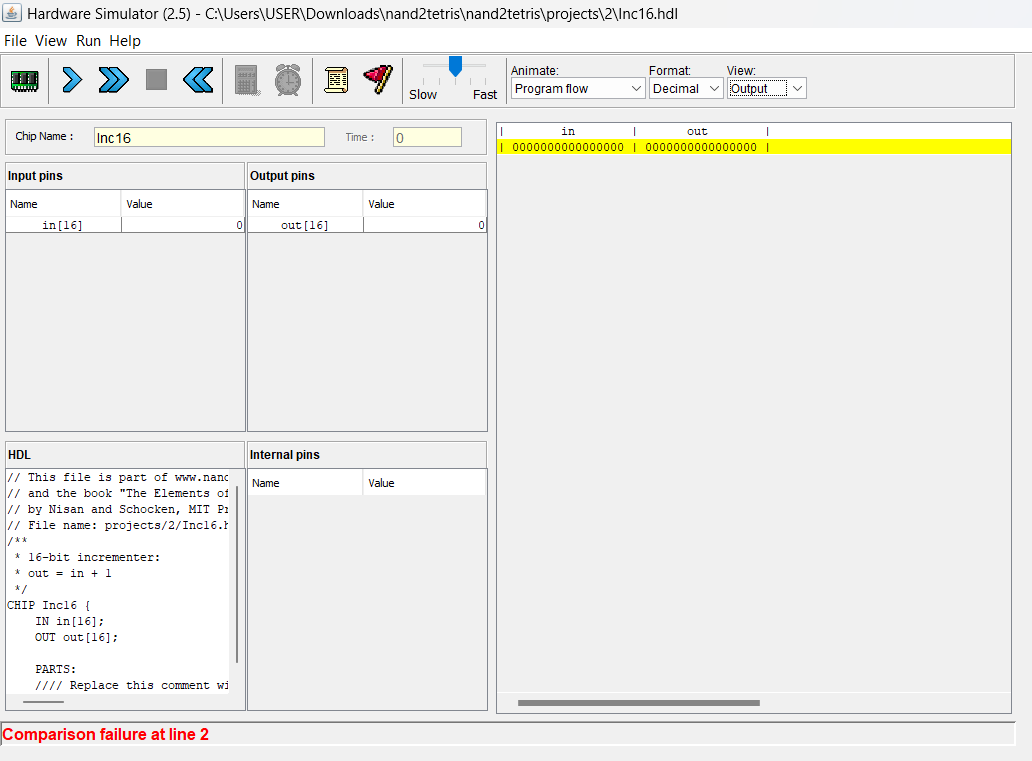 Hardware Simulator (2.5) - C:\Users\USER\Downloads\nand2tetris\nand2tetris\projects\2\Inc16.hdl
File View Run Help
Slow Fast
Animate: Format: View:
Program flow Decimal Output
Chip Name : Inc16 Time : 0
Input pins
Name Value
in[16] 0
Output pins
Name Value
out[16] 0
| in | out |
| 0000000000000000 | 0000000000000000 |
HDL
// This file is part of www.nand
// and the book "The Elements of
// by Nisan and Schocken, MIT Pr
// File name: projects/2/Inc16.h
/**
* 16-bit incrementer:
* out = in + 1
*/
CHIP Inc16 {
IN in[16];
OUT out[16];
PARTS:
//// Replace this comment wi
Internal pins
Name Value
Comparison failure at line 2